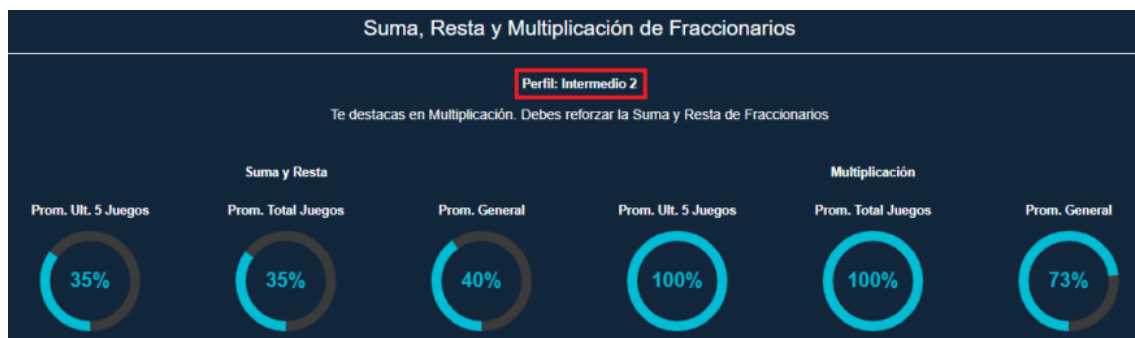 Suma, Resta y Multiplicación de Fraccionarios
Perfil: Intermedio 2
Te destacas en Multiplicación. Debes reforzar la Suma y Resta de Fraccionarios
Suma y Resta
Multiplicación
Prom. Ult. 5 Juegos
Prom. Total Juegos
Prom. General
Prom. Ult. 5 Juegos
Prom. Total Juegos
Prom. General
35%
35%
40%
100%
100%
73%